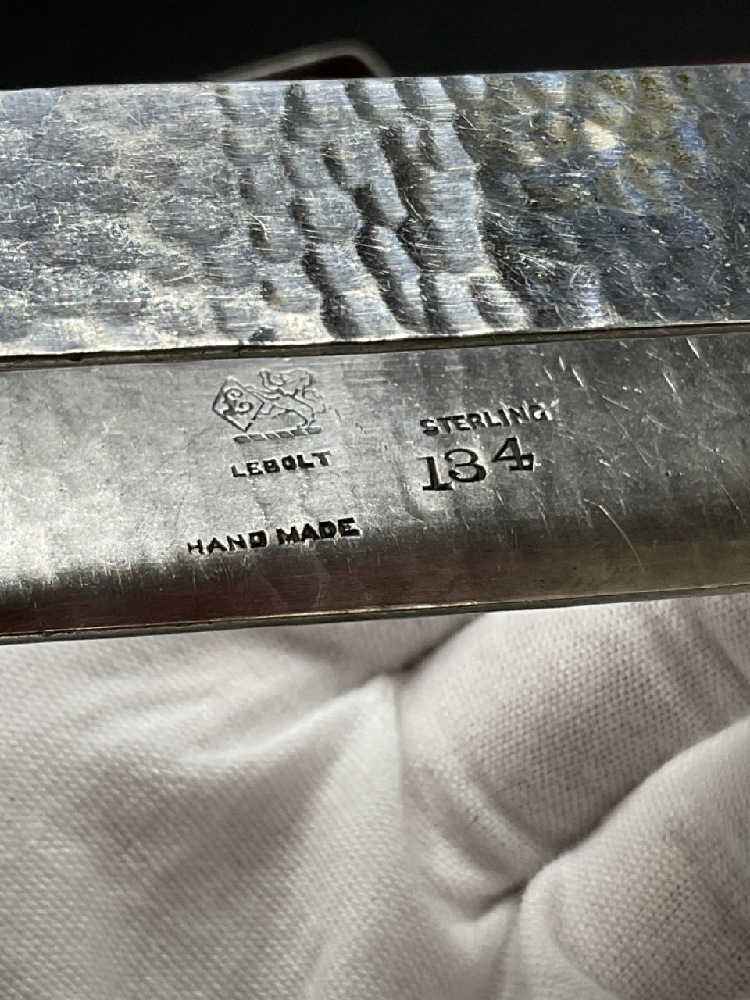 LEBOLT
HAND MADE
STERLING
134